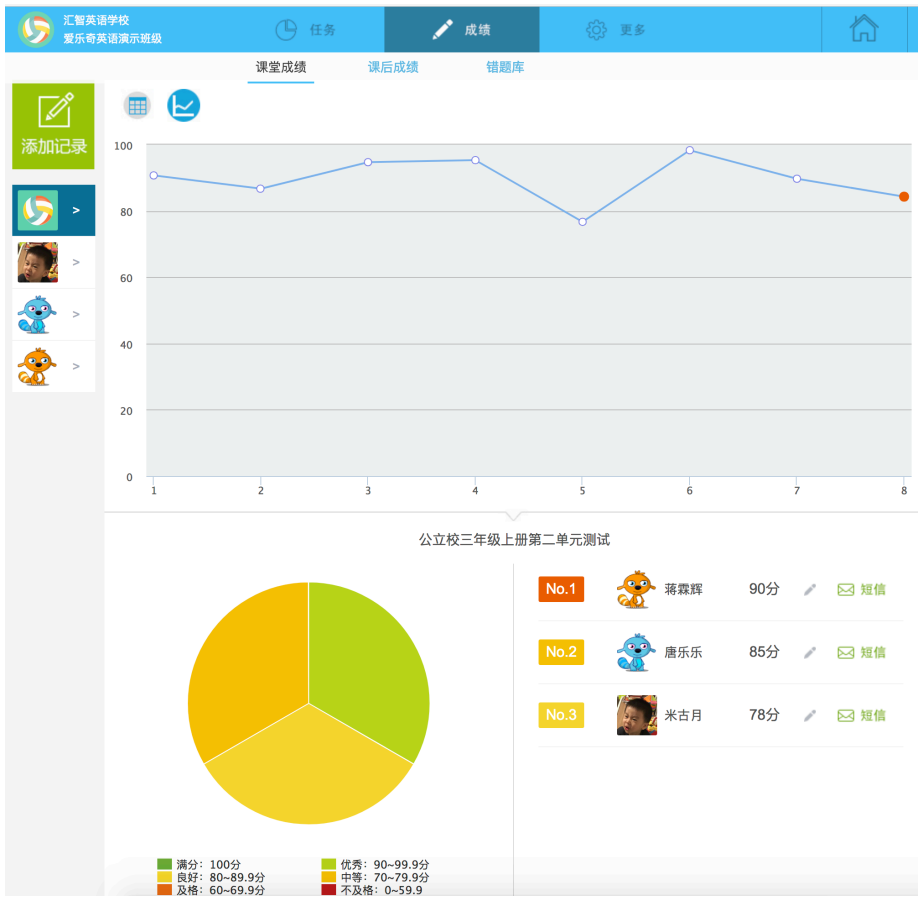 汇智英语学校
爱乐奇英语演示班级
任务
成绩
更多
课堂成绩 课后成绩 错题库
添加记录
100
80
60
40
20
0
1 2 3 4 5 6 7 8
>
>
>
>
公立校三年级上册第二单元测试
No.1 蒋霖辉 90分 短信
No.2 唐乐乐 85分 短信
No.3 米古月 78分 短信
满分：100分 优秀：90~99.9分
良好：80~89.9分 中等：70~79.9分
及格：60~69.9分 不及格：0~59.9